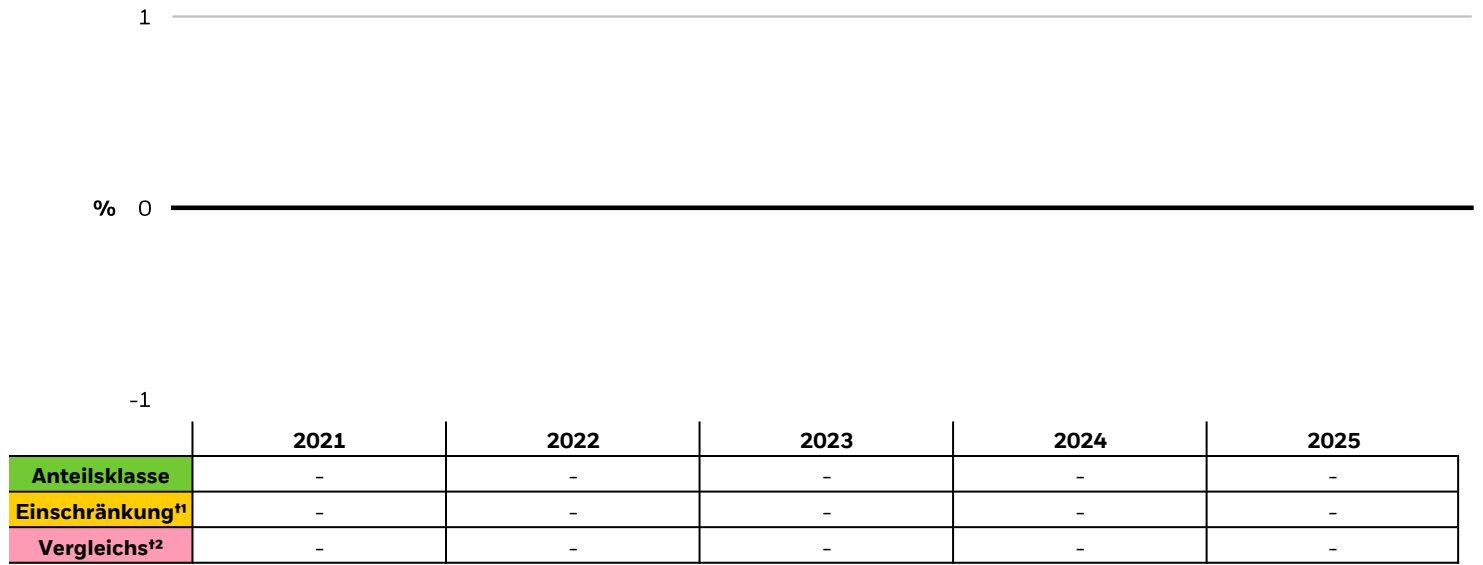 1
% 0
-1
2021 2022 2023 2024 2025
Anteilsklasse - - - - -
Einschränkung†¹ - - - - -
Vergleichs†² - - - - -